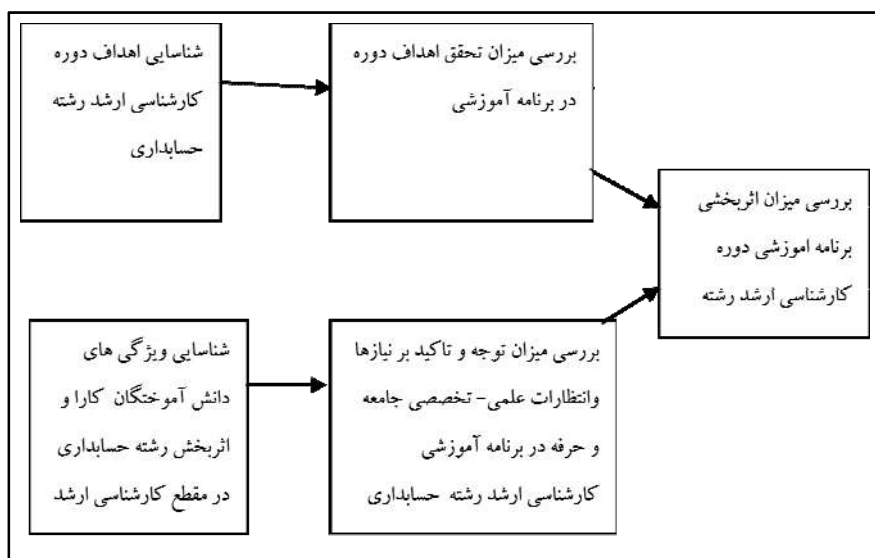 شناسایی اهداف دوره
کارشناسی ارشد رشته
حسابداری
بررسی میزان تحقق اهداف دوره
در برنامه آموزشی
بررسی میزان اثربخشی
برنامه اموزشی دوره
کارشناسی ارشد رشته
شناسایی ویژگی های
دانش آموختگان کارا و
اثربخش رشته حسابداری
در مقطع کارشناسی ارشد
بررسی میزان توجه و تاکید بر نیازها
وانتظارات علمی- تخصصی جامعه
و حرفه در برنامه آموزشی
کارشناسی ارشد رشته حسابداری